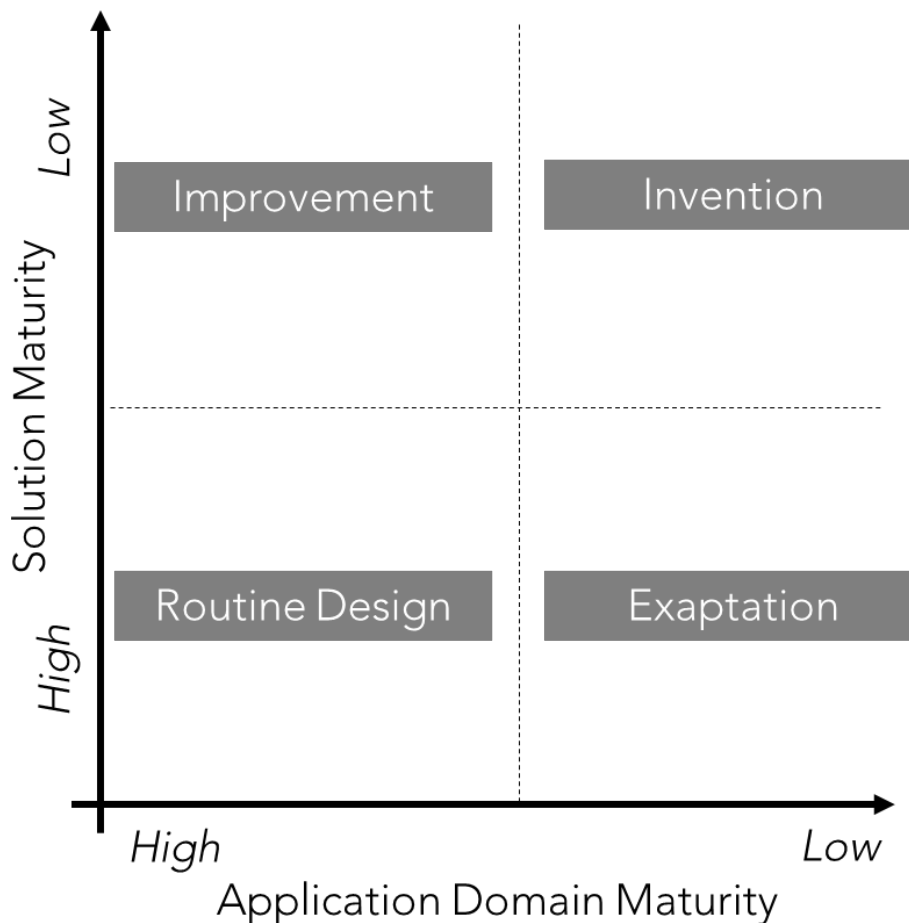 Low
Improvement
Invention
Solution Maturity
Routine Design
Exaptation
High
High
Low
Application Domain Maturity